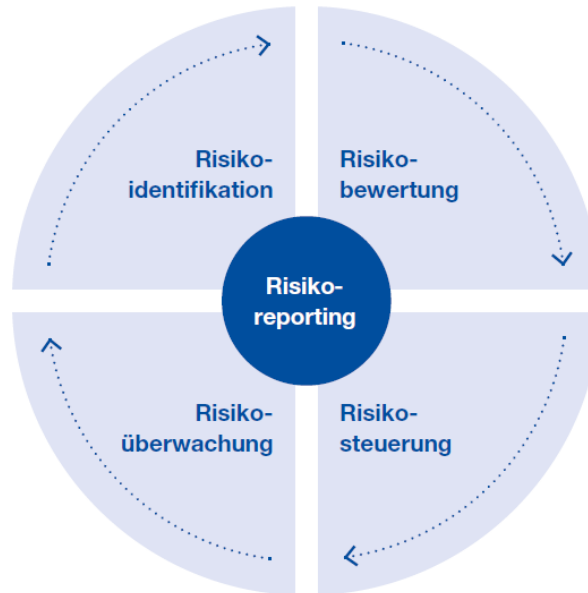 Risiko-
identifikation
Risiko-
bewertung
Risiko-
reporting
Risiko-
überwachung
Risiko-
steuerung